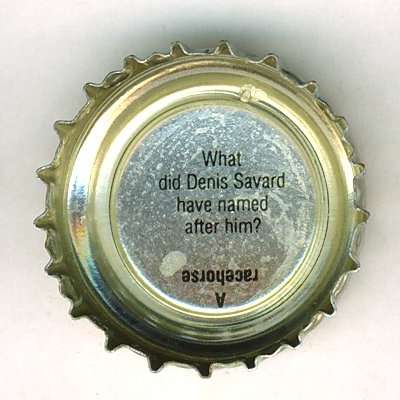 What
did Denis Savard
have named
after him?
A
racehorse